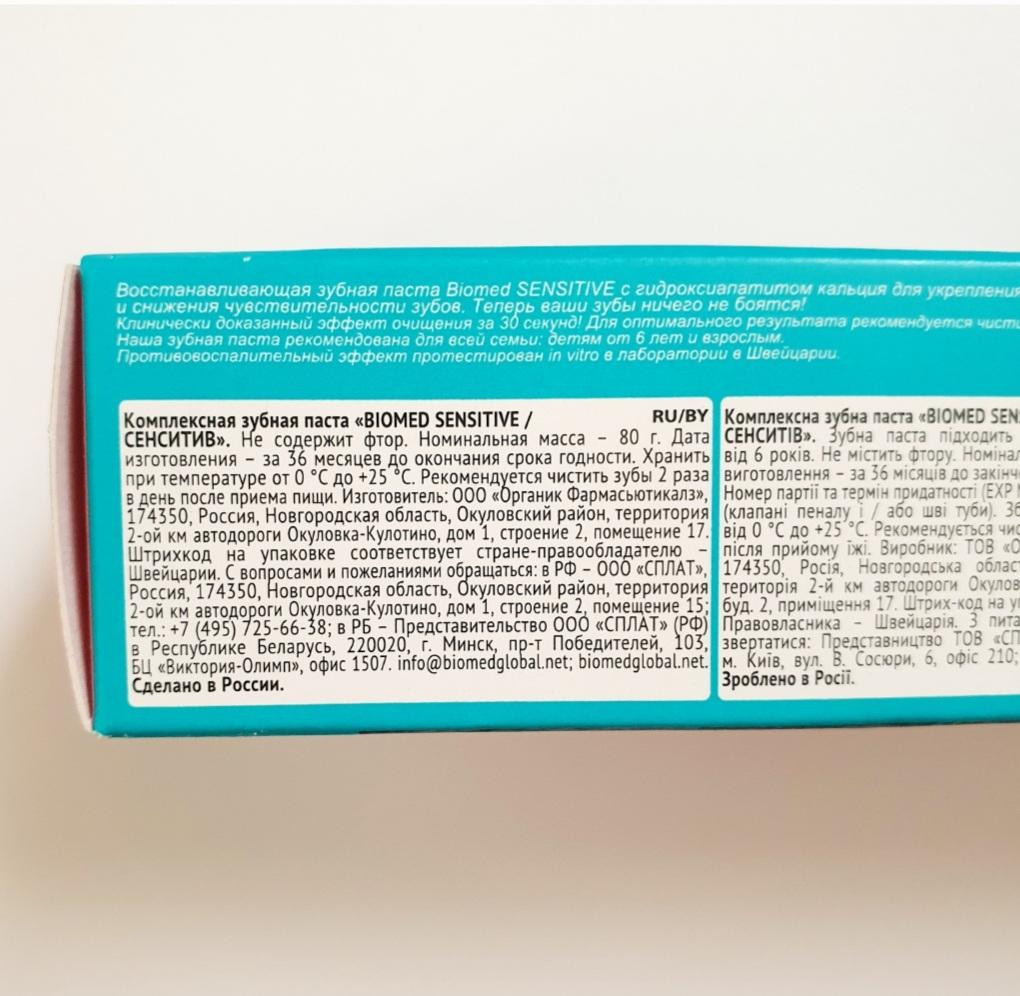 Восстанавливающая зубная паста Biomed SENSITIVE с гидроксиапатитом кальция для укрепления
и снижения чувствительности зубов. Теперь ваши зубы ничего не боятся!
Клинически доказанный эффект очищения за 30 секунд! Для оптимального результата рекомендуется чисти
Наша зубная паста рекомендована для всей семьи: детям от 6 лет и взрослым.
Противовоспалительный эффект протестирован in vitro в лаборатории в Швейцарии.
Комплексная зубная паста «BIOMED SENSITIVE / RU/BY
СЕНСИТИВ». Не содержит фтор. Номинальная масса – 80 г. Дата
изготовления – за 36 месяцев до окончания срока годности. Хранить
при температуре от 0 °С до +25 °С. Рекомендуется чистить зубы 2 раза
в день после приема пищи. Изготовитель: ООО «Органик Фармасьютикалз»,
174350, Россия, Новгородская область, Окуловский район, территория
2-ой км автодороги Окуловка-Кулотино, дом 1, строение 2, помещение 17.
Штрихкод на упаковке соответствует стране-правообладателю –
Швейцарии. С вопросами и пожеланиями обращаться: в РФ – ООО «СПЛАТ»,
Россия, 174350, Новгородская область, Окуловский район, территория
2-ой км автодороги Окуловка-Кулотино, дом 1, строение 2, помещение 15;
тел.: +7 (495) 725-66-38; в РБ – Представительство ООО «СПЛАТ» (РФ)
в Республике Беларусь, 220020, г. Минск, пр-т Победителей, 103,
БЦ «Виктория-Олимп», офис 1507. info@biomedglobal.net; biomedglobal.net.
Сделано в России.
Комплексна зубна паста «BIOMED SEN
СЕНСИТІВ». Зубна паста підходить
від 6 років. Не містить фтору. Номінал
виготовлення – за 36 місяців до закінч
Номер партії та термін придатності (EXP
(клапані пеналу і / або шві туби). Зб
від 0 °С до +25 °С. Рекомендується чис
після прийому їжі. Виробник: ТОВ «О
174350, Росія, Новгородська област
територія 2-й км автодороги Окулов
буд. 2, приміщення 17. Штрих-код на у
Правовласника – Швейцарія. З пита
звертатися: Представництво ТОВ «СП
м. Київ, вул. В. Сосюри, 6, офіс 210;
Зроблено в Росії.